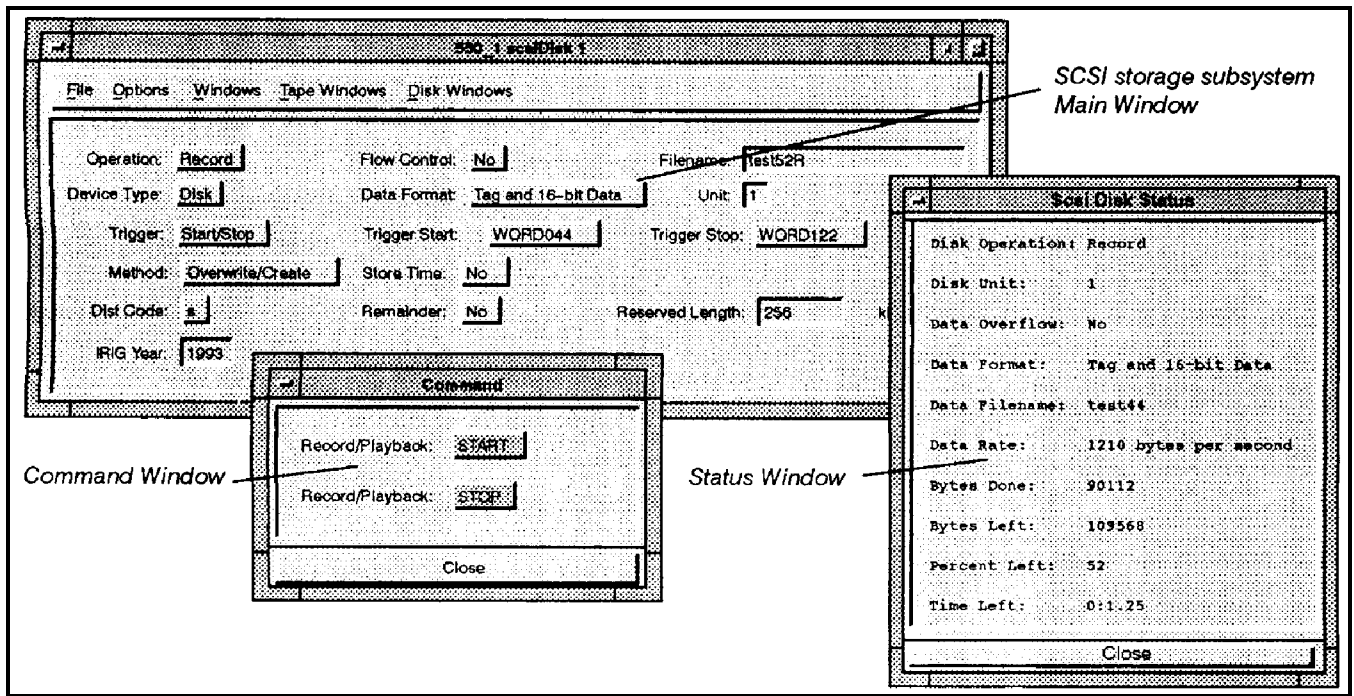 550_1 scsiDisk 1
File Options Windows Tape Windows Disk Windows
SCSI storage subsystem
Main Window
Operation: Record Flow Control: No Filename: test52R
Device Type: Disk Data Format: Tag and 16-bit Data Unit: 1
Trigger: Start/Stop Trigger Start: WORD044 Trigger Stop: WORD122
Method: Overwrite/Create Store Time: No
Dist Code: s Remainder: No Reserved Length: 256 k
IRIG Year: 1993
Command
Record/Playback: START
Record/Playback: STOP
Close
Command Window
Scsi Disk Status
Disk Operation: Record
Disk Unit: 1
Data Overflow: No
Data Format: Tag and 16-bit Data
Data Filename: test44
Data Rate: 1210 bytes per second
Bytes Done: 90112
Bytes Left: 109568
Percent Left: 52
Time Left: 0:1.25
Close
Status Window